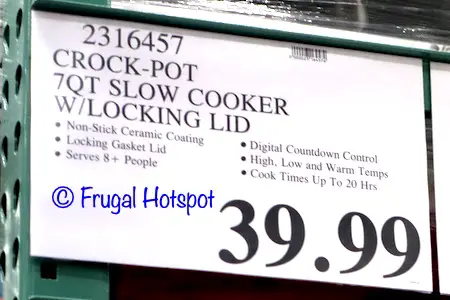 2316457
CROCK-POT
7QT SLOW COOKER
W/LOCKING LID
• Non-Stick Ceramic Coating
• Locking Gasket Lid
• Serves 8+ People
• Digital Countdown Control
• High, Low and Warm Temps
• Cook Times Up To 20 Hrs
© Frugal Hotspot
39.99